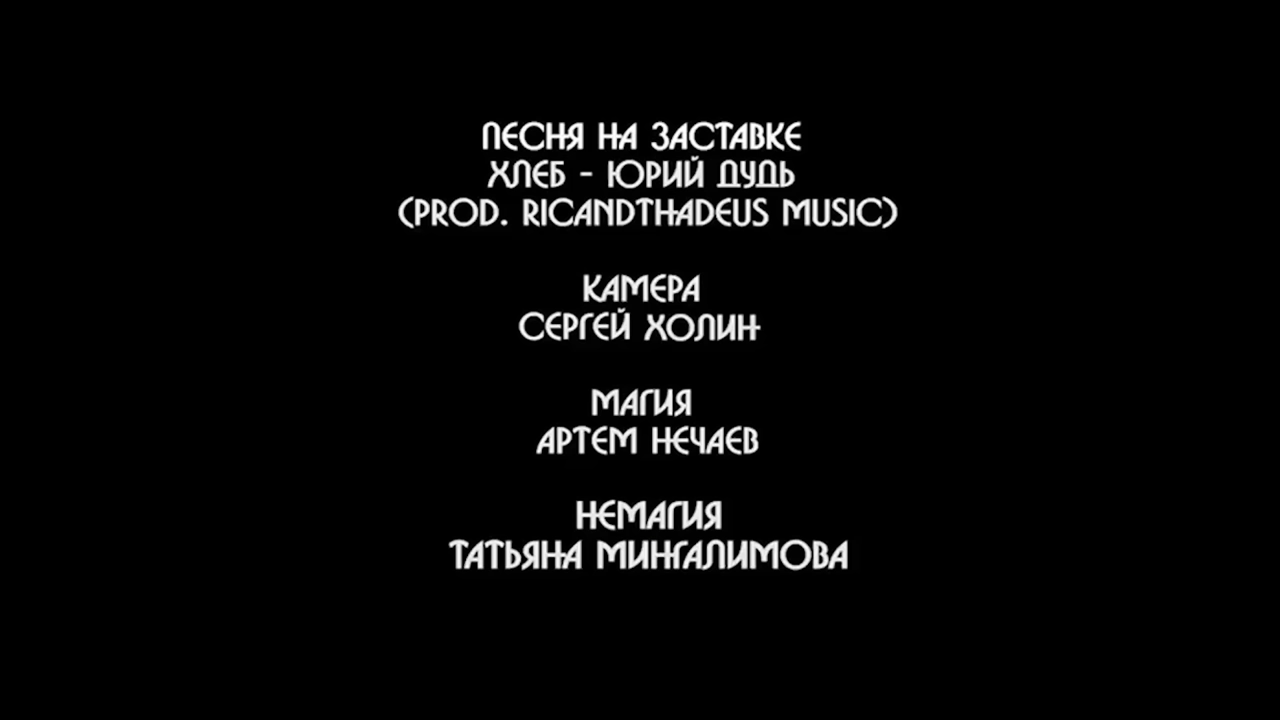 ПЕСНЯ НА ЗАСТАВКЕ
ХЛЕБ - ЮРИЙ ДУДЬ
(PROD. RICANDTHADEUS MUSIC)
КАМЕРА
СЕРГЕЙ ХОЛИН
МАГИЯ
АРТЕМ НЕЧАЕВ
НЕМАГИЯ
ТАТЬЯНА МИНГАЛИМОВА